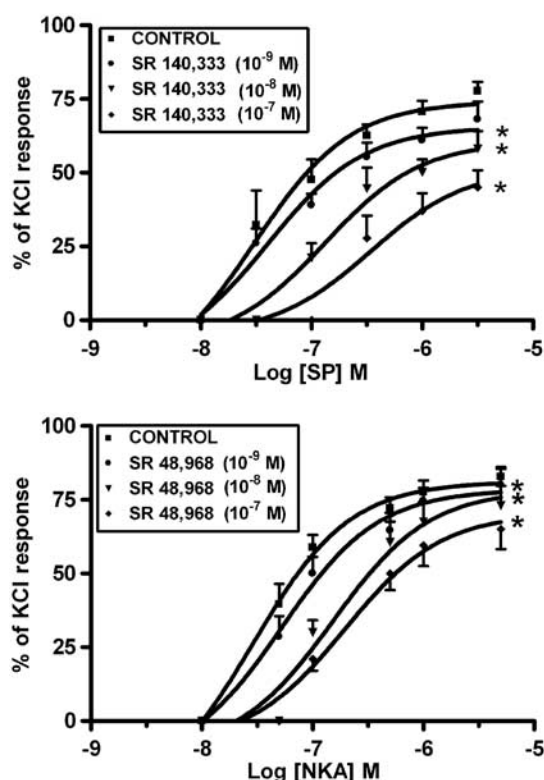 CONTROL
SR 140,333 (10-9 M)
SR 140,333 (10-8 M)
SR 140,333 (10-7 M)
100
75
50
25
0
% of KCl response
* 
*
*
-9 -8 -7 -6 -5
Log [SP] M
CONTROL
SR 48,968 (10-9 M)
SR 48,968 (10-8 M)
SR 48,968 (10-7 M)
100
75
50
25
0
% of KCl response
*
*
*
-9 -8 -7 -6 -5
Log [NKA] M